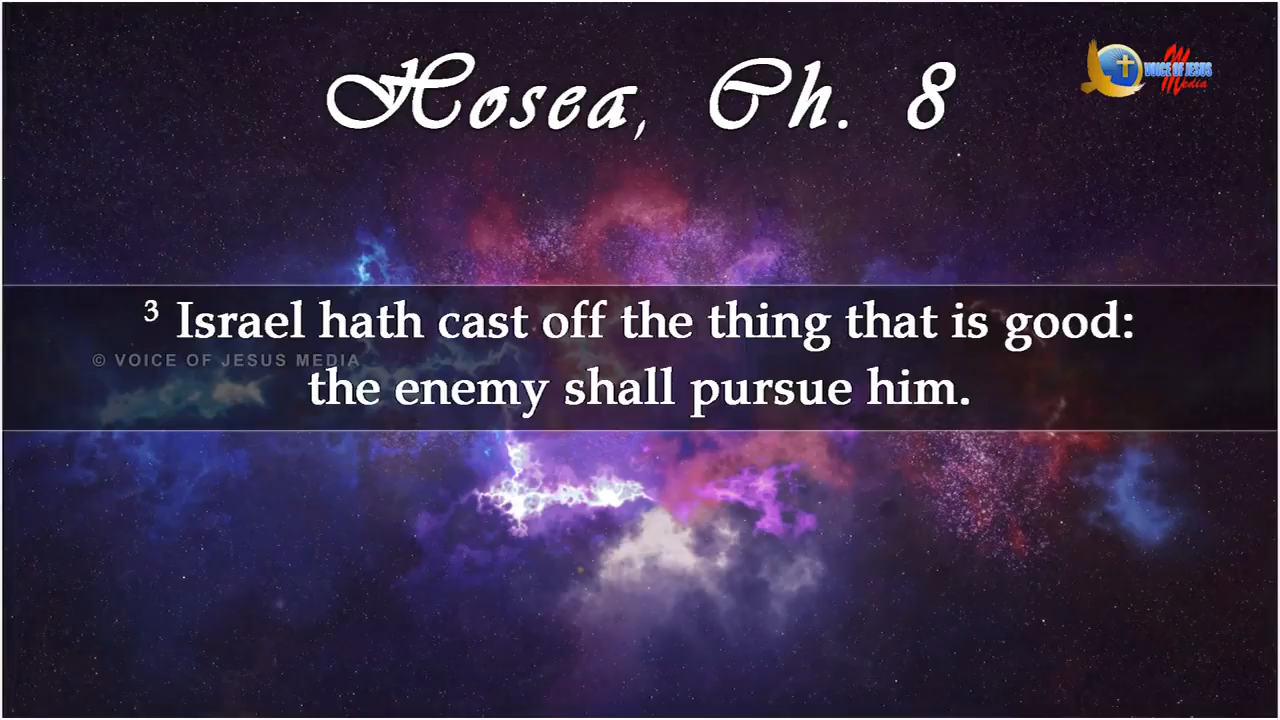 Hosea, Ch. 8
VOICE OF JESUS
Media
3 Israel hath cast off the thing that is good:
© VOICE OF JESUS MEDIA
the enemy shall pursue him.